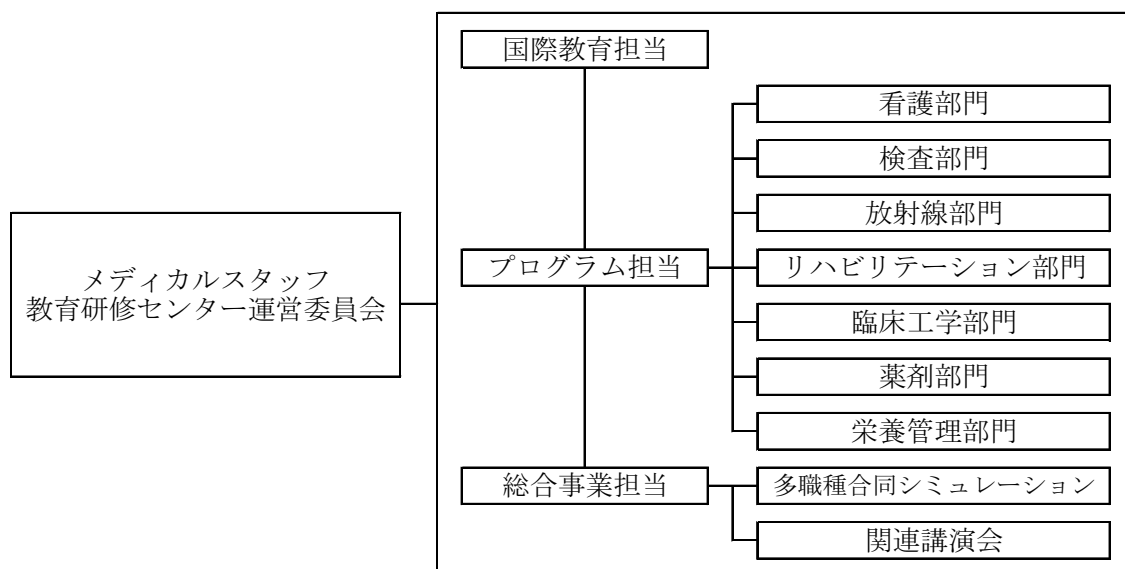 メディカルスタッフ
教育研修センター運営委員会
国際教育担当
プログラム担当
看護部門
検査部門
放射線部門
リハビリテーション部門
臨床工学部門
薬剤部門
栄養管理部門
総合事業担当
多職種合同シミュレーション
関連講演会